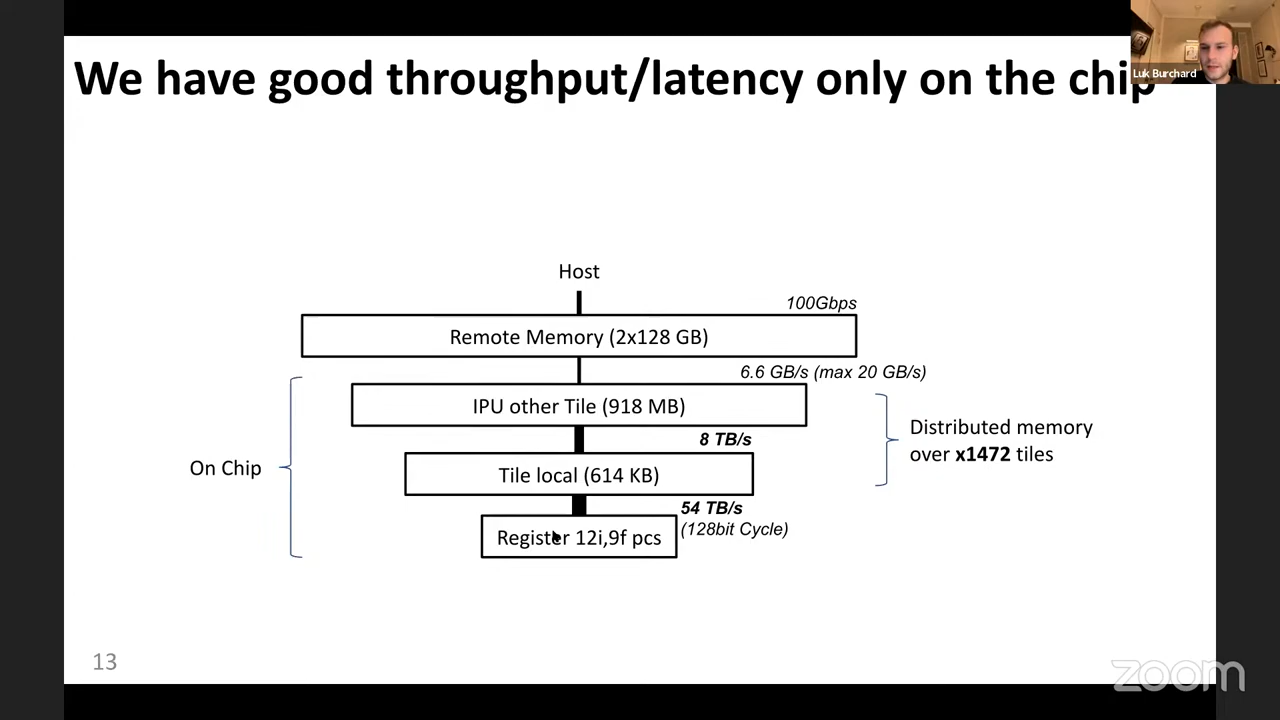 We have good throughput/latency only on the chip
Luk Burchard
Host
100Gbps
Remote Memory (2x128 GB)
6.6 GB/s (max 20 GB/s)
IPU other Tile (918 MB)
8 TB/s
Distributed memory
over x1472 tiles
On Chip
Tile local (614 KB)
54 TB/s
(128bit Cycle)
Register 12i,9f pcs
13
zoom